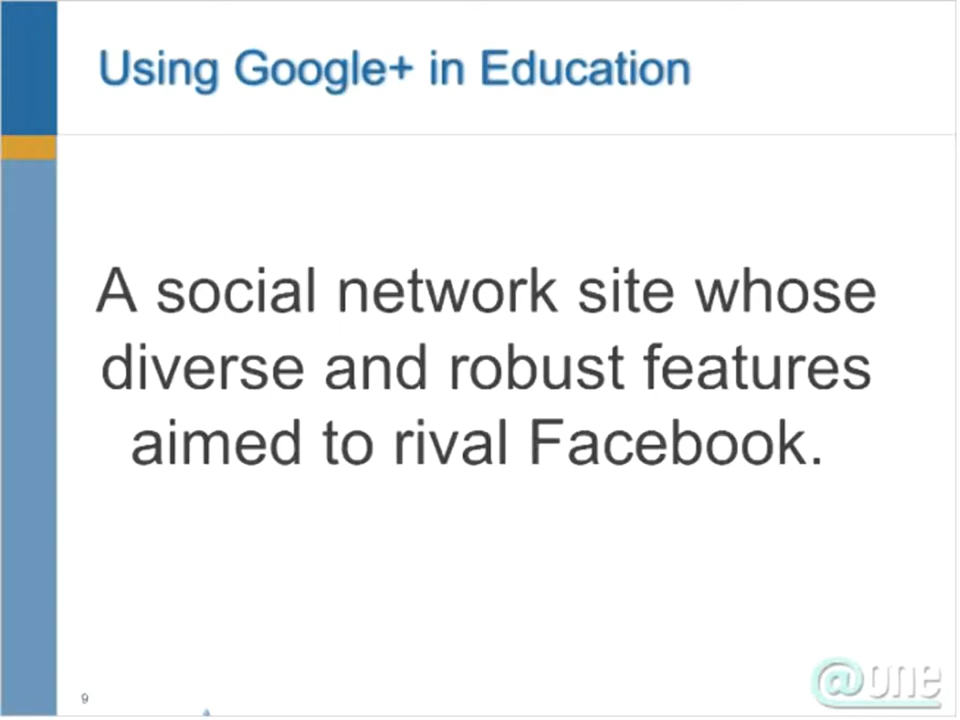 Using Google+ in Education
A social network site whose
diverse and robust features
aimed to rival Facebook.
9
@one